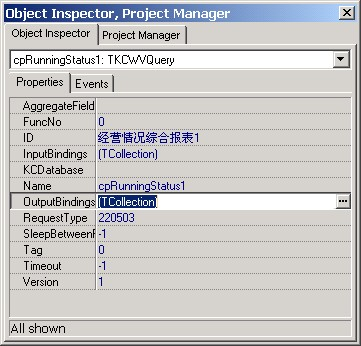 Object Inspector, Project Manager
Object Inspector Project Manager
cpRunningStatus1: TKCWVQuery
Properties Events
AggregateField
FuncNo 0
ID 经营情况综合报表1
InputBindings (TCollection)
KCDatabase
Name cpRunningStatus1
OutputBindings (TCollection) ...
RequestType 220503
SleepBetweenF -1
Tag 0
Timeout -1
Version 1
All shown